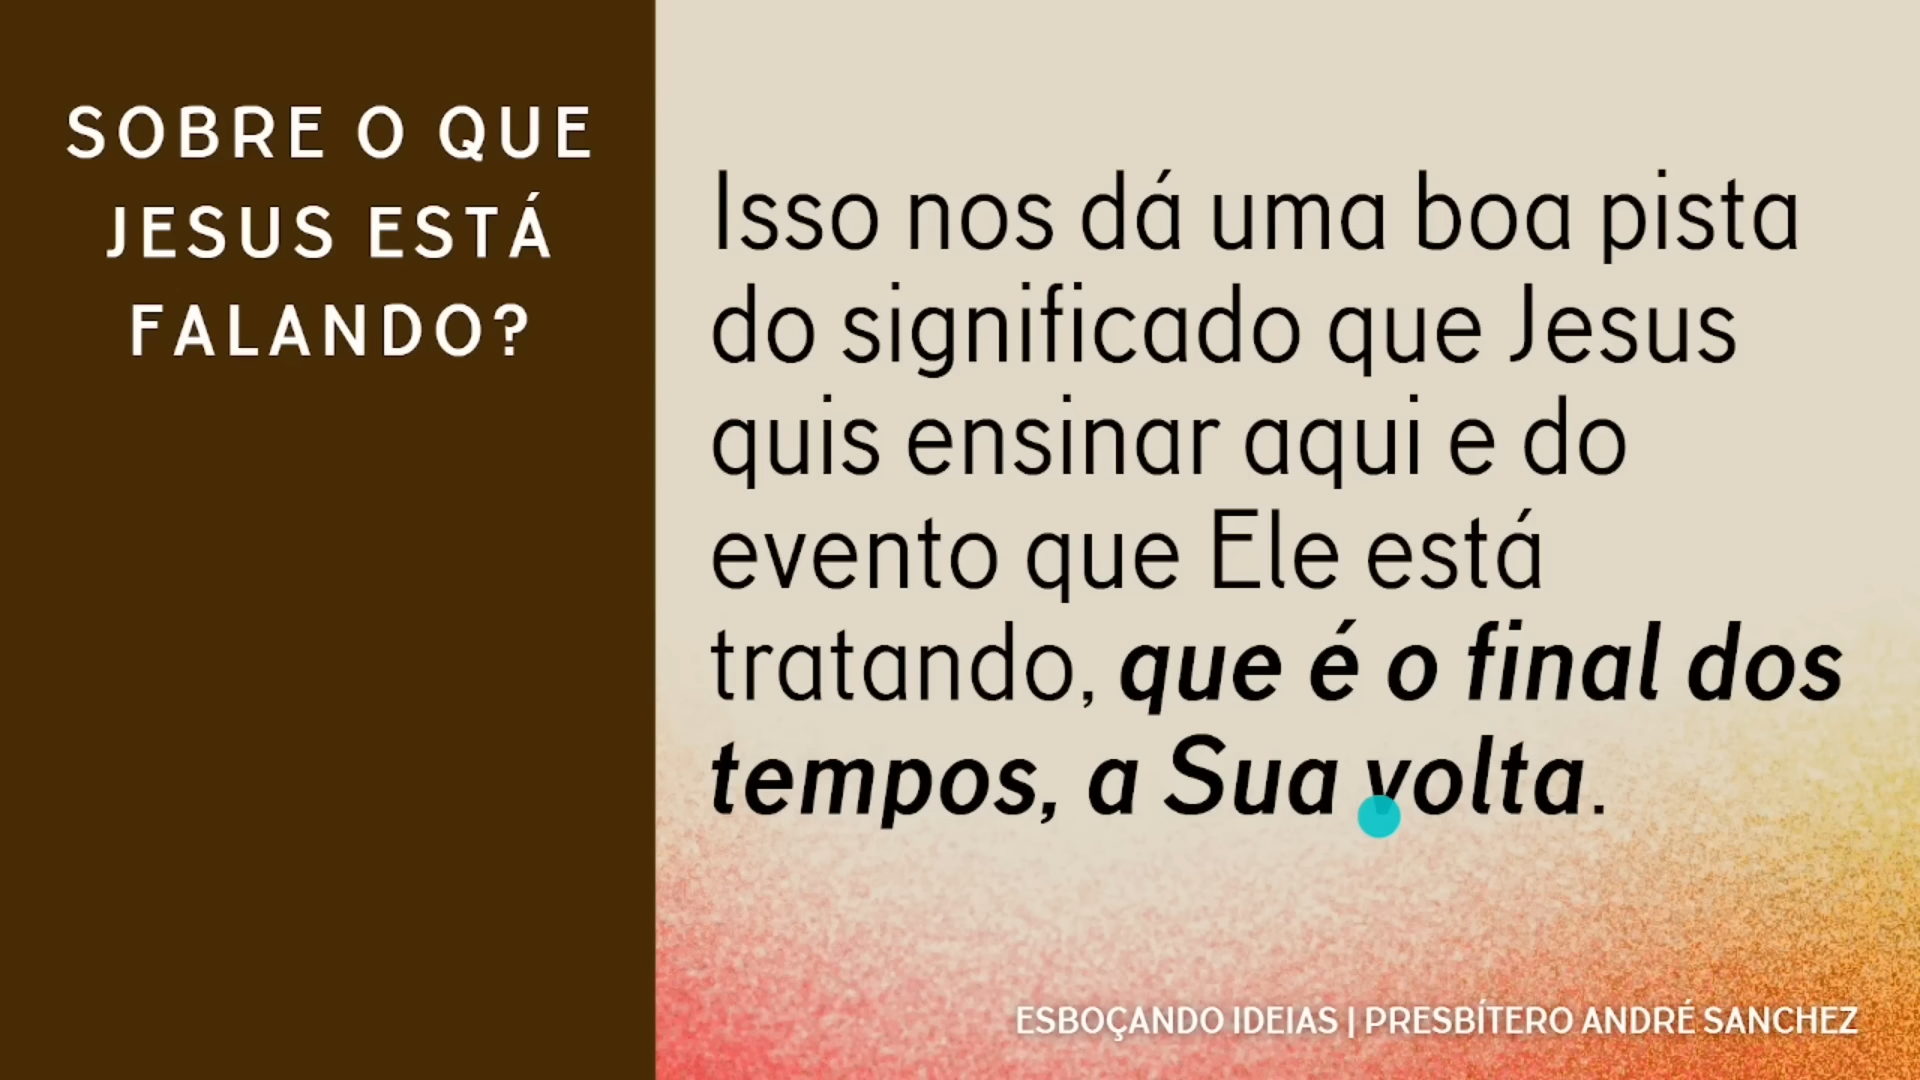 SOBRE O QUE
JESUS ESTÁ
FALANDO?
Isso nos dá uma boa pista
do significado que Jesus
quis ensinar aqui e do
evento que Ele está
tratando, que é o final dos
tempos, a Sua volta.
ESBOÇANDO IDEIAS | PRESBÍTERO ANDRÉ SANCHEZ